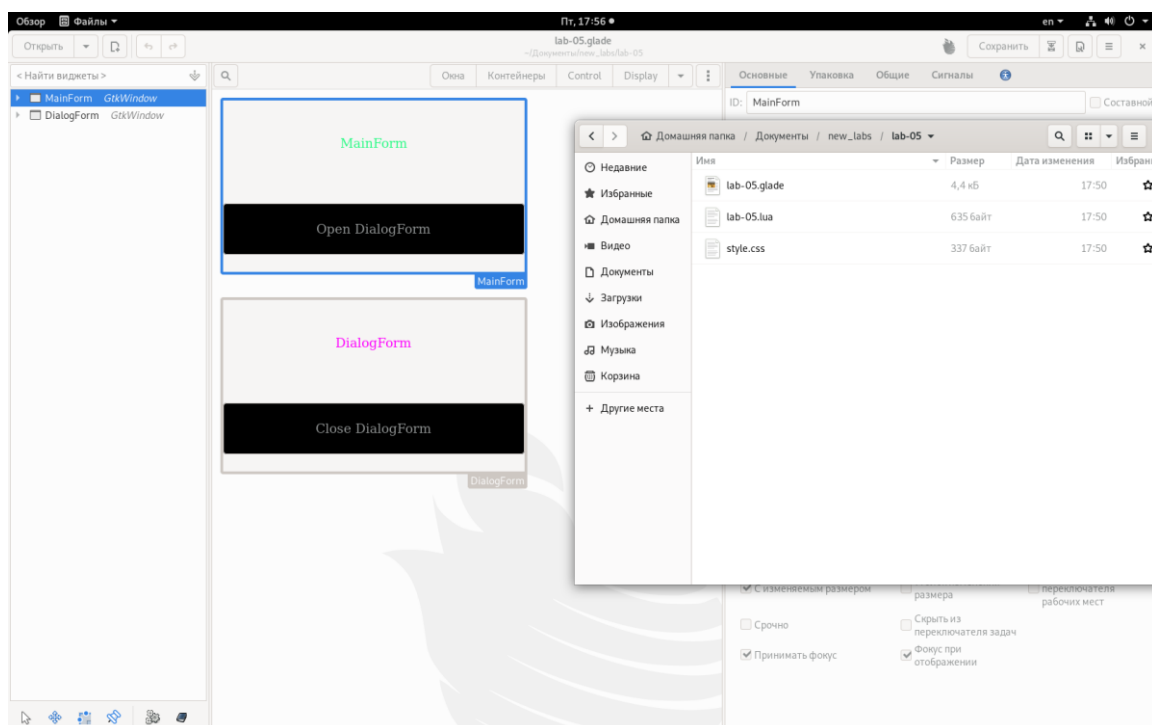 Обзор Файлы Пт, 17:56 en
Открыть lab-05.glade Сохранить
~/Документы/new_labs/lab-05
< Найти виджеты > Окна Контейнеры Control Display Основные Упаковка Общие Сигналы
MainForm GtkWindow
DialogForm GtkWindow
ID: MainForm Составной
MainForm
Open DialogForm
MainForm
DialogForm
Close DialogForm
DialogForm
Домашняя папка / Документы / new_labs / lab-05
Недавние
Избранные
Домашняя папка
Видео
Документы
Загрузки
Изображения
Музыка
Корзина
+ Другие места
Имя Размер Дата изменения Избран
lab-05.glade 4,4 кБ 17:50
lab-05.lua 635 байт 17:50
style.css 337 байт 17:50
С изменяемым размером
размера
переключателя
рабочих мест
Срочно
Скрыть из
переключателя задач
Принимать фокус
Фокус при
отображении